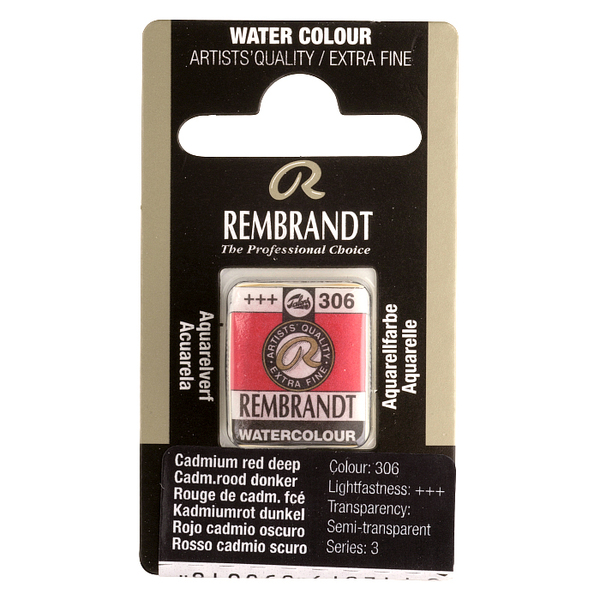 WATER COLOUR
ARTISTS' QUALITY / EXTRA FINE
R
REMBRANDT
The Professional Choice
Aquarelverf
Acuarela
+++ Talens 306
ARTISTS' QUALITY
R
EXTRA FINE
REMBRANDT
WATERCOLOUR
Aquarellfarbe
Aquarelle
Cadmium red deep
Cadm.rood donker
Rouge de cadm. fcé
Kadmiumrot dunkel
Rojo cadmio oscuro
Rosso cadmio scuro
Colour: 306
Lightfastness: +++
Transparency:
Semi-transparent
Series: 3